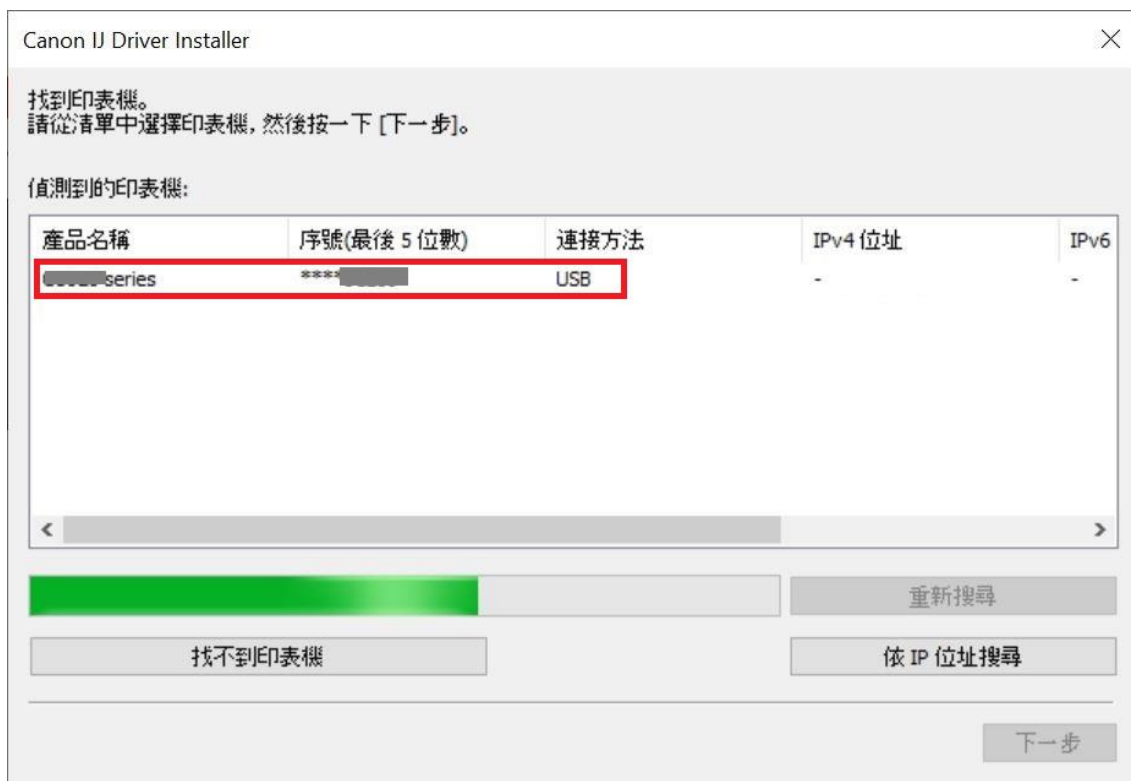 Canon IJ Driver Installer
找到印表機。
請從清單中選擇印表機, 然後按一下 [下一步]。
偵測到的印表機:
產品名稱 序號(最後 5 位數) 連接方法 IPv4 位址 IPv6
series **** USB - -
重新搜尋
找不到印表機 依 IP 位址搜尋
下一步